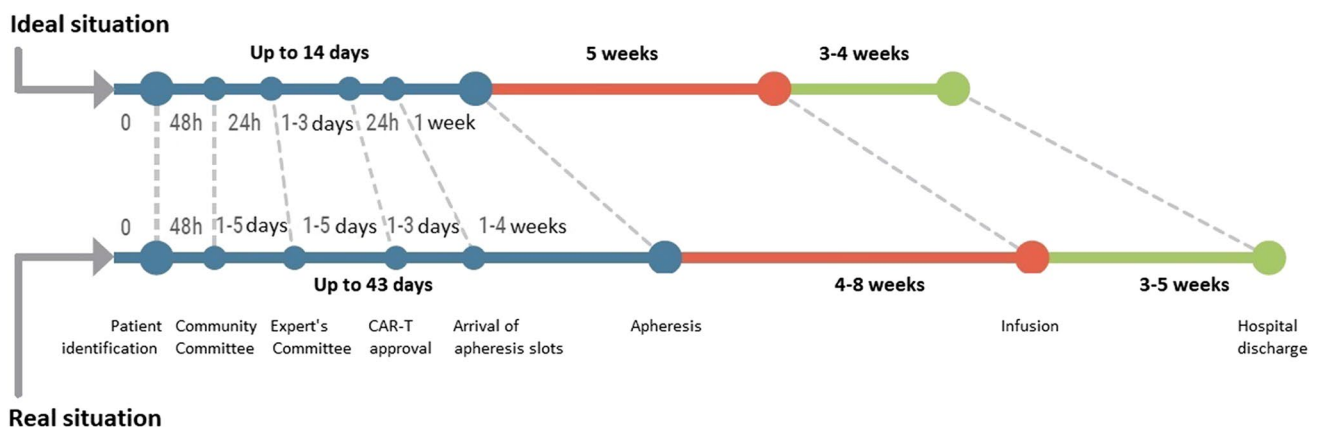 Ideal situation
Up to 14 days
5 weeks
3-4 weeks
0 48h 24h 1-3 days 24h 1 week
0 48h 1-5 days 1-5 days 1-3 days 1-4 weeks
Up to 43 days
4-8 weeks
3-5 weeks
Patient
identification
Community
Committee
Expert's
Committee
CAR-T
approval
Arrival of
apheresis slots
Apheresis
Infusion
Hospital
discharge
Real situation